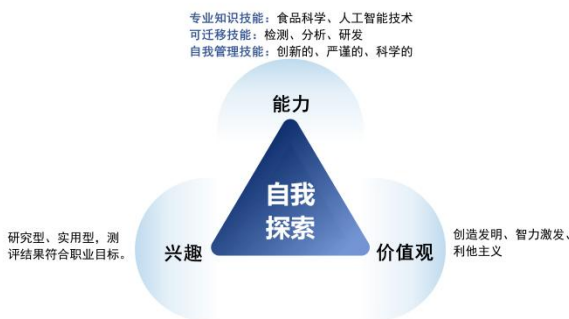 专业知识技能：食品科学、人工智能技术
可迁移技能：检测、分析、研发
自我管理技能：创新的、严谨的、科学的
能力
自我
探索
研究型、实用型，测
评结果符合职业目标。
兴趣
价值观
创造发明、智力激发、
利他主义